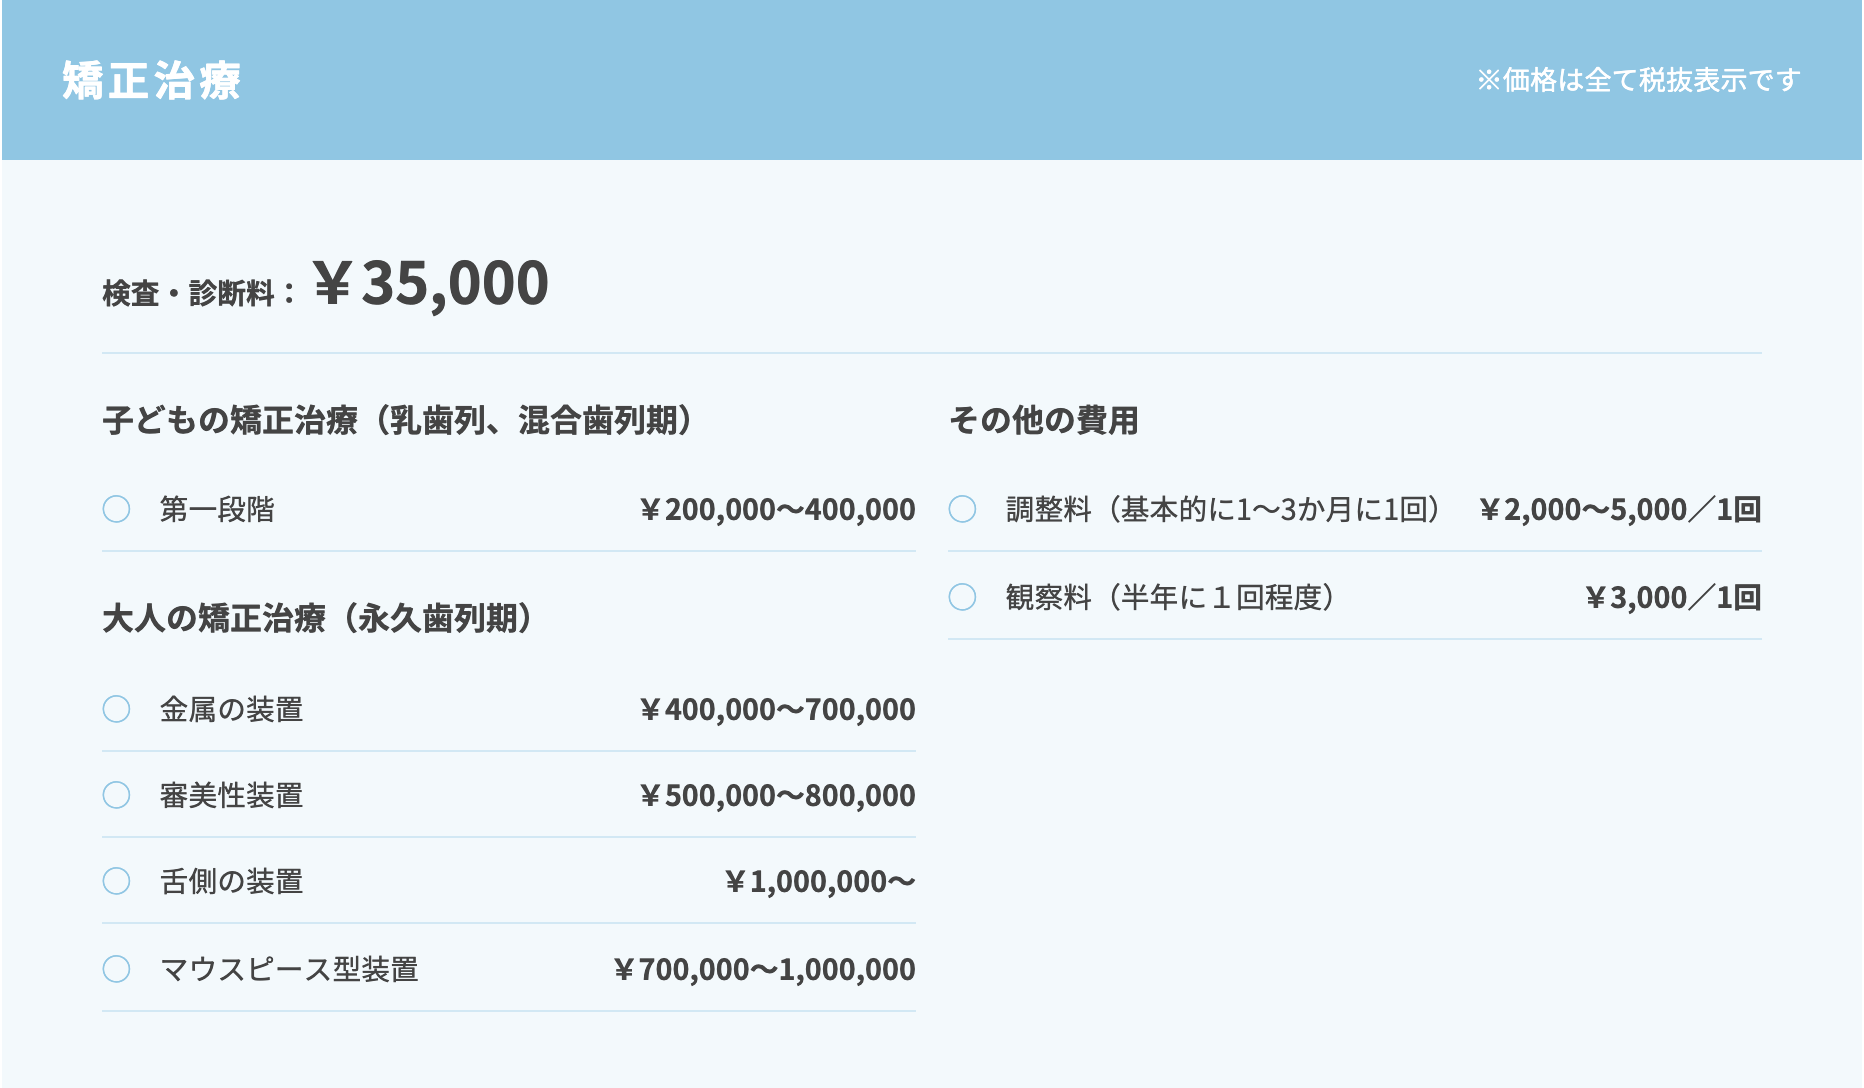 矯正治療
※価格は全て税抜表示です
検査・診断料：￥35,000
子どもの矯正治療（乳歯列、混合歯列期）
第一段階 ￥200,000〜400,000
大人の矯正治療（永久歯列期）
金属の装置 ￥400,000〜700,000
審美性装置 ￥500,000〜800,000
舌側の装置 ￥1,000,000〜
マウスピース型装置 ￥700,000〜1,000,000
その他の費用
調整料（基本的に1〜3か月に1回） ￥2,000〜5,000／1回
観察料（半年に１回程度） ￥3,000／1回